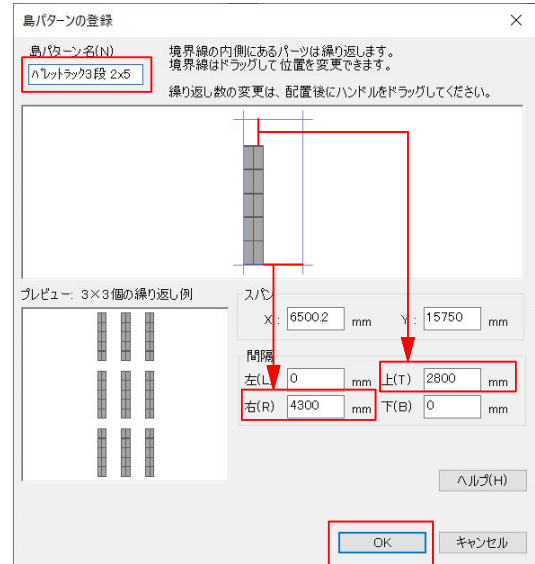 島パターンの登録
島パターン名(N)
境界線の内側にあるパーツは繰り返します。
境界線はドラッグして位置を変更できます。
ﾊﾟﾚｯﾄﾗｯｸ3段 2x5
繰り返し数の変更は、配置後にハンドルをドラッグしてください。
プレビュー: 3×3個の繰り返し例
スパン
X: 6500.2 mm Y: 15750 mm
間隔
左(L) 0 mm 上(T) 2800 mm
右(R) 4300 mm 下(B) 0 mm
ヘルプ(H)
OK キャンセル